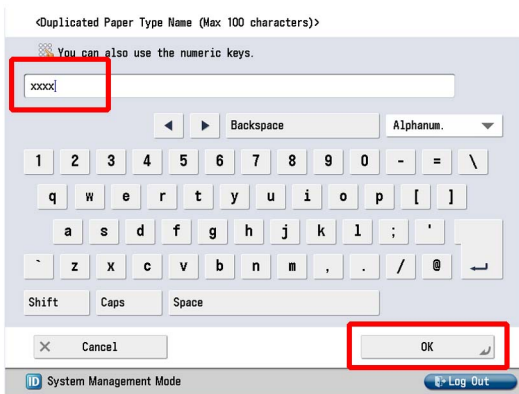 <Duplicated Paper Type Name (Max 100 characters)>
You can also use the numeric keys.
xxxx
Backspace Alphanum.
1 2 3 4 5 6 7 8 9 0 - = \
q w e r t y u i o p [ ]
a s d f g h j k l ; '
` z x c v b n m , . / @
Shift Caps Space
Cancel OK
ID System Management Mode Log Out